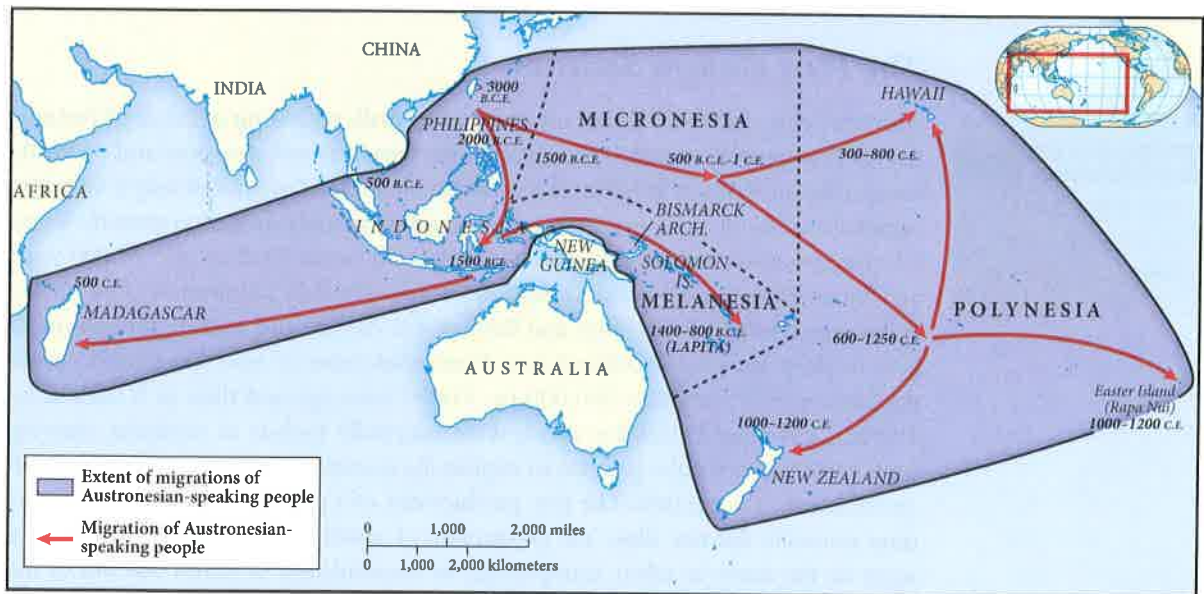 CHINA
INDIA
AFRICA
3000
B.C.E.
PHILIPPINES
2000 B.C.E.
MICRONESIA
HAWAII
1500 B.C.E.
500 B.C.E.–1 C.E.
300–800 C.E.
500 B.C.E.
INDONESIA
BISMARCK
ARCH.
1500 B.C.E.
NEW
GUINEA
SOLOMON
IS.
500 C.E.
MADAGASCAR
MELANESIA
POLYNESIA
1400–800 B.C.E.
(LAPITA)
600–1250 C.E.
AUSTRALIA
Easter Island
(Rapa Nui)
1000–1200 C.E.
1000–1200 C.E.
NEW ZEALAND
Extent of migrations of
Austronesian-speaking people
Migration of Austronesian-
speaking people
0 1,000 2,000 miles
0 1,000 2,000 kilometers